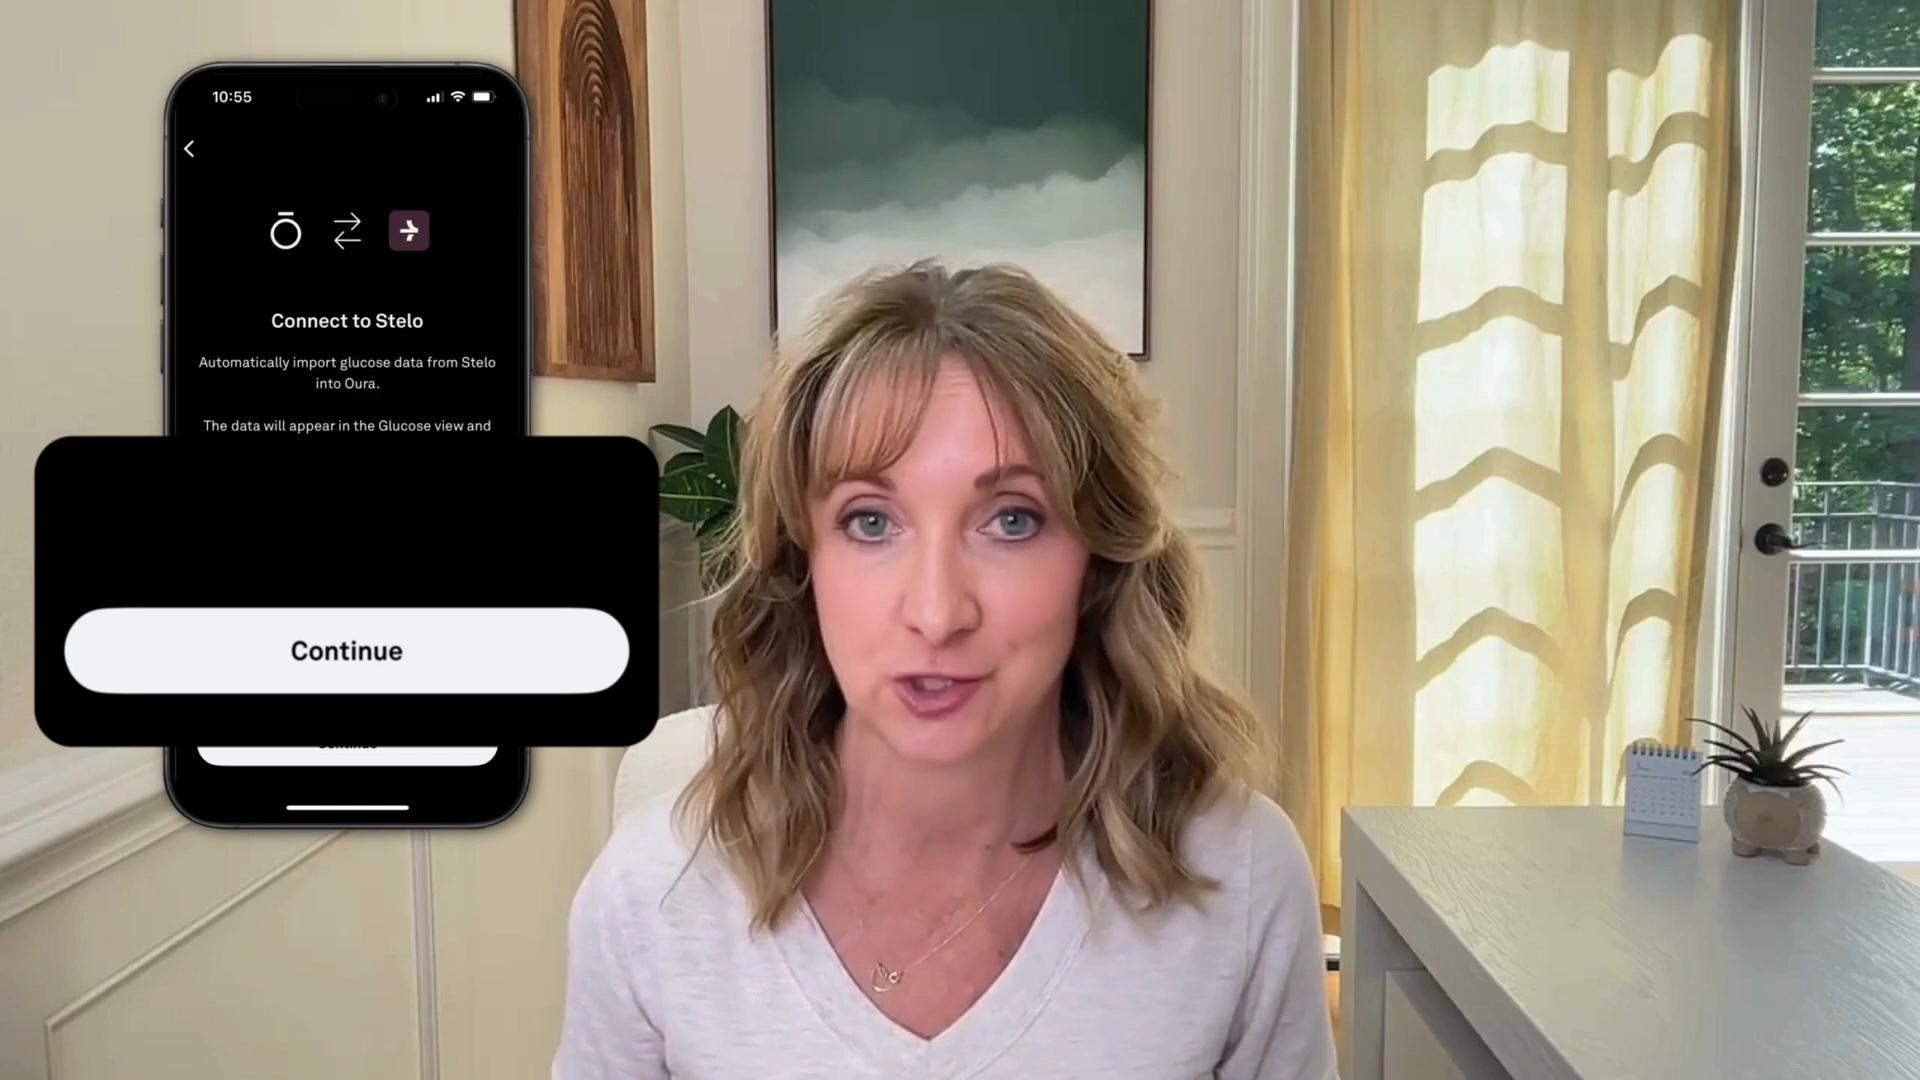 10:55
Connect to Stelo
Automatically import glucose data from Stelo
into Oura.
The data will appear in the Glucose view and
Continue
Continue